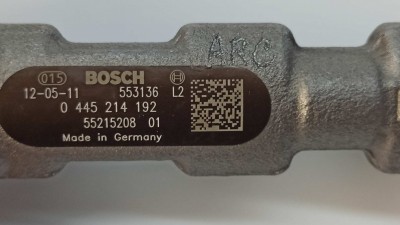 ARC
015 BOSCH
12-05-11 553136 L2
0 445 214 192
55215208 01
Made in Germany